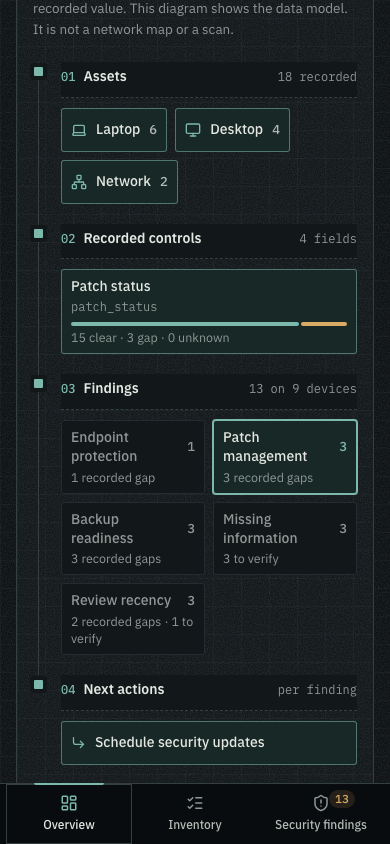 recorded value. This diagram shows the data model.
It is not a network map or a scan.
01 Assets 18 recorded
Laptop 6 Desktop 4
Network 2
02 Recorded controls 4 fields
Patch status
patch_status
15 clear · 3 gap · 0 unknown
03 Findings 13 on 9 devices
Endpoint protection 1
1 recorded gap
Patch management 3
3 recorded gaps
Backup readiness 3
3 recorded gaps
Missing information 3
3 to verify
Review recency 3
2 recorded gaps · 1 to
verify
04 Next actions per finding
Schedule security updates
13
Overview Inventory Security findings